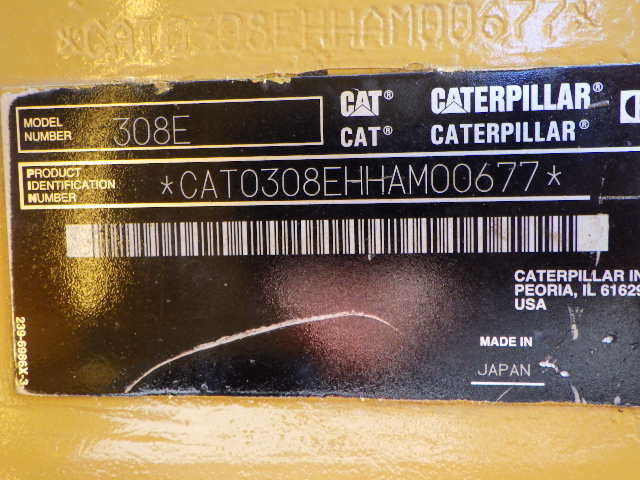 *CAT0308EHHAM00677*
MODEL NUMBER 308E
CAT® CATERPILLAR®
CAT® CATERPILLAR®
PRODUCT IDENTIFICATION NUMBER *CAT0308EHHAM00677*
CATERPILLAR IN
PEORIA, IL 61629
USA
MADE IN
JAPAN
239-6986X-3